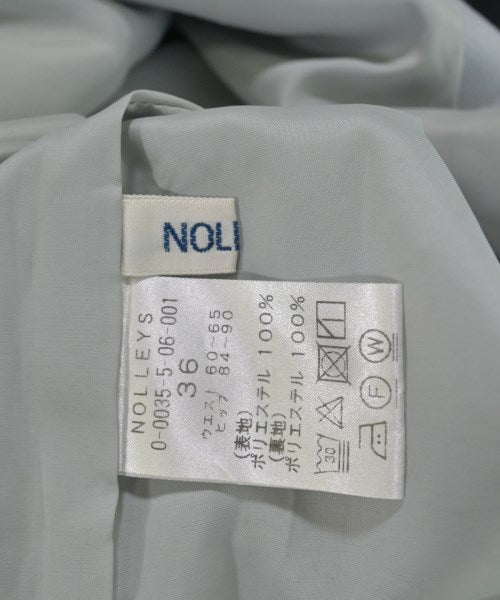 NOLL
NOLLEYS
0-0035-5 06-001
36
ウエスト 60~65
ヒップ 84~90
(表地)
ポリエステル 100%
(裏地)
ポリエステル 100%
30
F
W